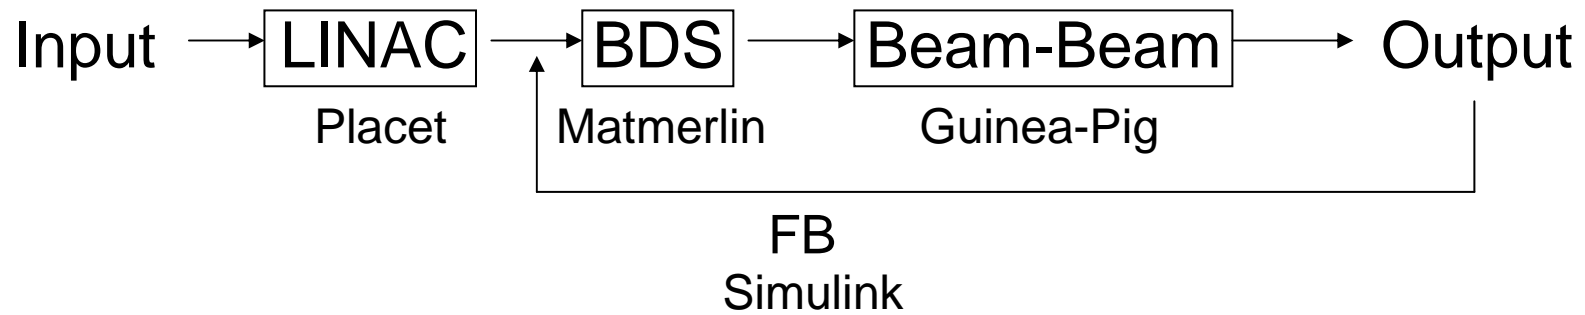 Input LINAC BDS Beam-Beam Output
Placet Matmerlin Guinea-Pig
FB
Simulink